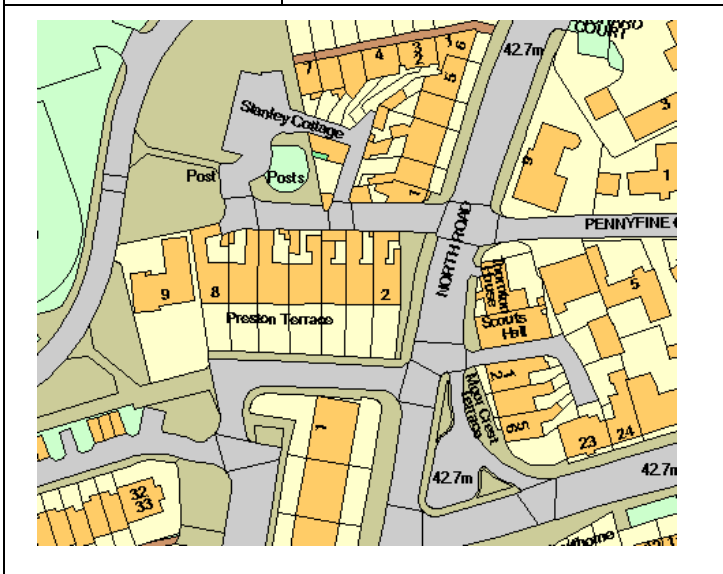 COURT
42.7m
7
4
3
2
1
6
5
3
Stanley Cottage
9
1
1
Post
Posts
PENNYFINE
NORTH ROAD
Thornton
House
5
9
8
2
Preston Terrace
Scouts
Hall
1
2
Moor Crest
Terrace
5
6
1
23
24
42.7m
42.7m
32
33